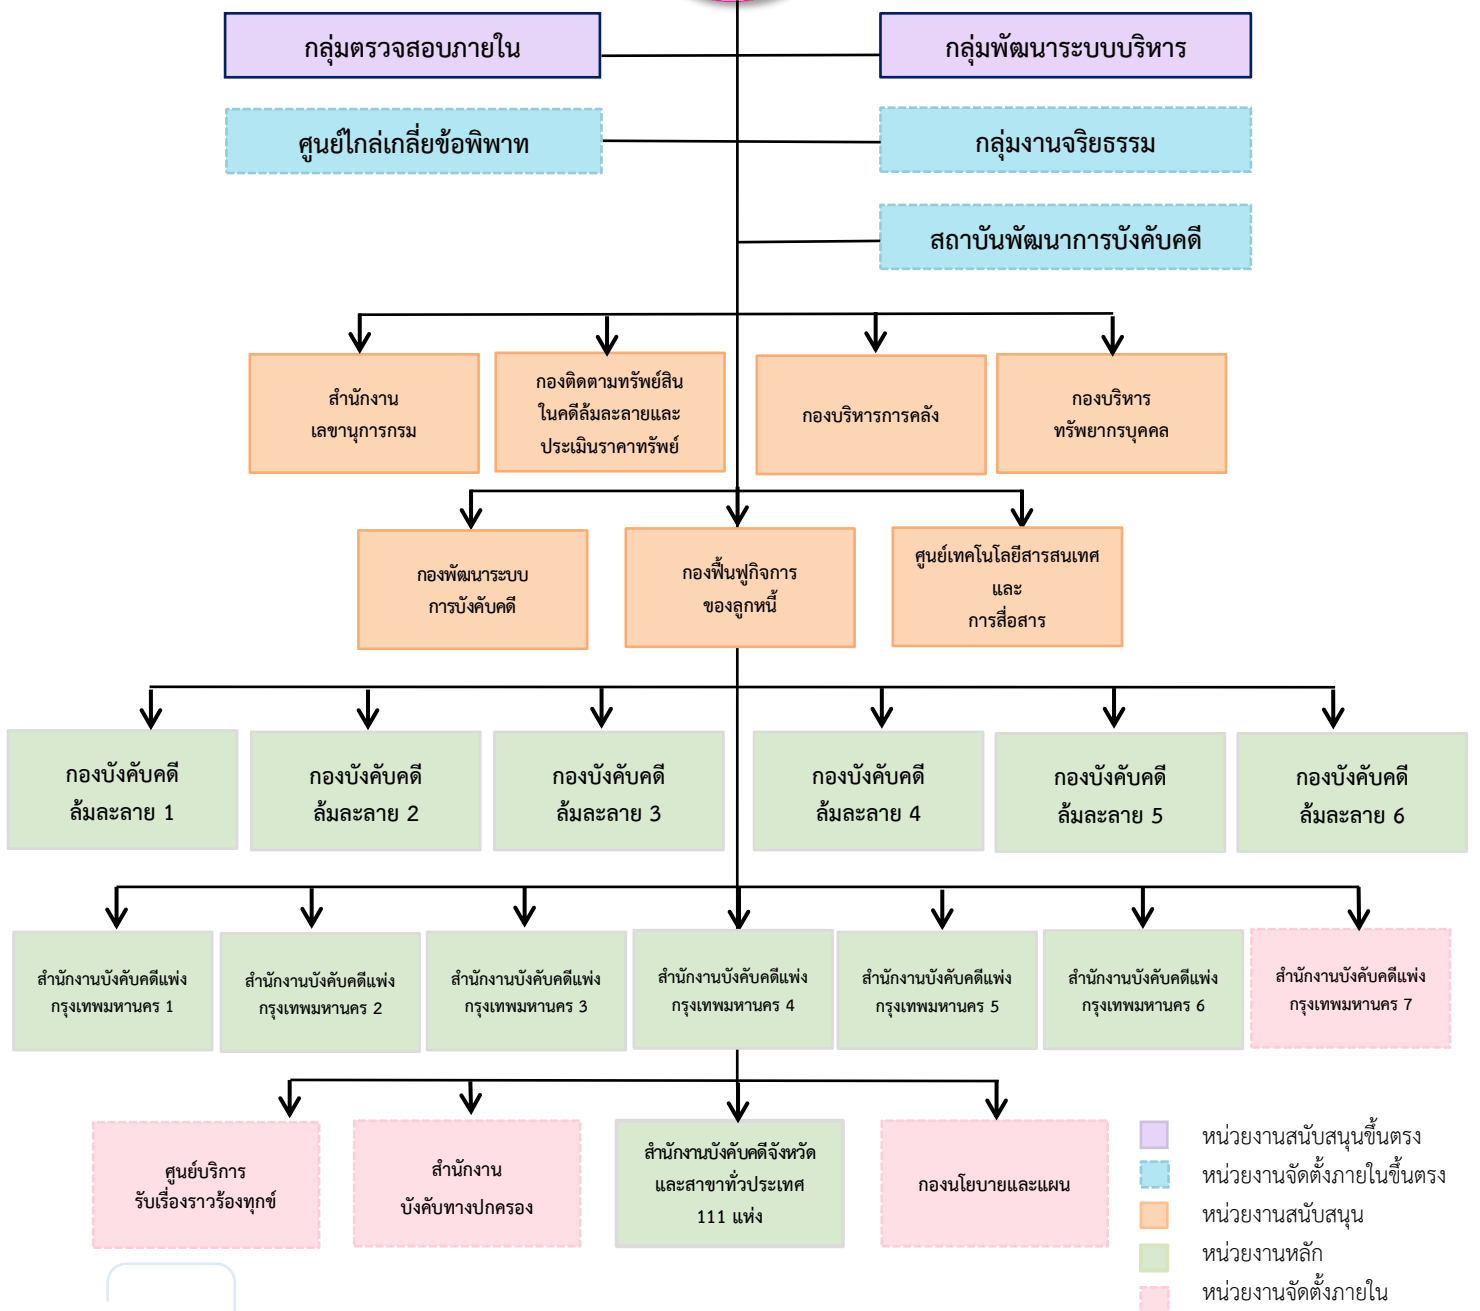 กลุ่มตรวจสอบภายใน
กลุ่มพัฒนาระบบบริหาร
ศูนย์ไกล่เกลี่ยข้อพิพาท
กลุ่มงานจริยธรรม
สถาบันพัฒนาการบังคับคดี
สำนักงาน
เลขานุการกรม
กองติดตามทรัพย์สิน
ในคดีล้มละลายและ
ประเมินราคาทรัพย์
กองบริหารการคลัง
กองบริหาร
ทรัพยากรบุคคล
กองพัฒนาระบบ
การบังคับคดี
กองฟื้นฟูกิจการ
ของลูกหนี้
ศูนย์เทคโนโลยีสารสนเทศ
และ
การสื่อสาร
กองบังคับคดี
ล้มละลาย 1
กองบังคับคดี
ล้มละลาย 2
กองบังคับคดี
ล้มละลาย 3
กองบังคับคดี
ล้มละลาย 4
กองบังคับคดี
ล้มละลาย 5
กองบังคับคดี
ล้มละลาย 6
สำนักงานบังคับคดีแพ่ง
กรุงเทพมหานคร 1
สำนักงานบังคับคดีแพ่ง
กรุงเทพมหานคร 2
สำนักงานบังคับคดีแพ่ง
กรุงเทพมหานคร 3
สำนักงานบังคับคดีแพ่ง
กรุงเทพมหานคร 4
สำนักงานบังคับคดีแพ่ง
กรุงเทพมหานคร 5
สำนักงานบังคับคดีแพ่ง
กรุงเทพมหานคร 6
สำนักงานบังคับคดีแพ่ง
กรุงเทพมหานคร 7
ศูนย์บริการ
รับเรื่องราวร้องทุกข์
สำนักงาน
บังคับทางปกครอง
สำนักงานบังคับคดีจังหวัด
และสาขาทั่วประเทศ
111 แห่ง
กองนโยบายและแผน
หน่วยงานสนับสนุนขึ้นตรง
หน่วยงานจัดตั้งภายในขึ้นตรง
หน่วยงานสนับสนุน
หน่วยงานหลัก
หน่วยงานจัดตั้งภายใน